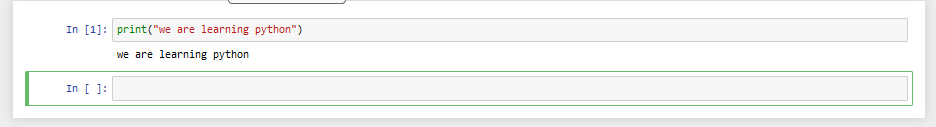 In [1]: print("we are learning python")
we are learning python
In [ ]: